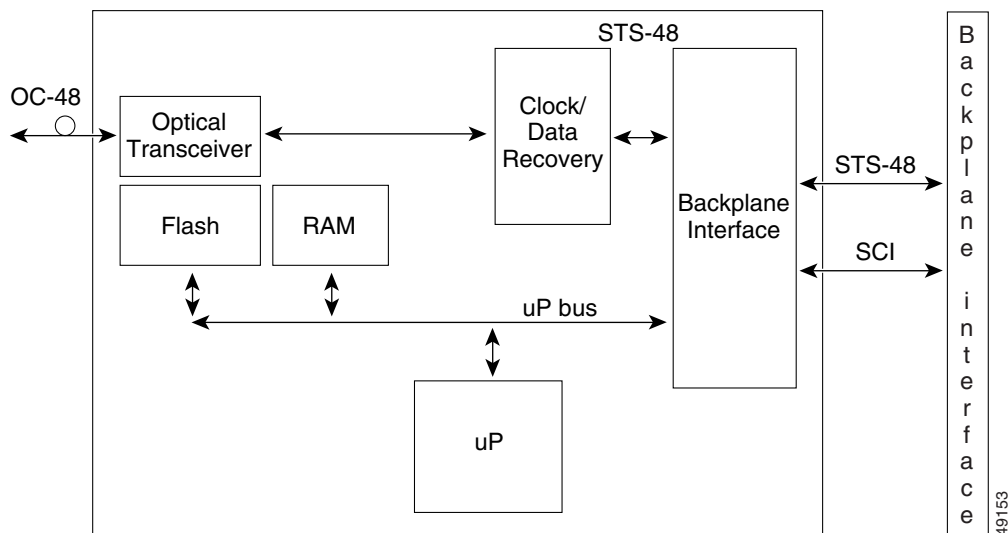 STS-48
OC-48
Optical
Transceiver
Clock/
Data
Recovery
Flash
RAM
Backplane
Interface
STS-48
SCI
uP bus
uP
Backplane interface
49153